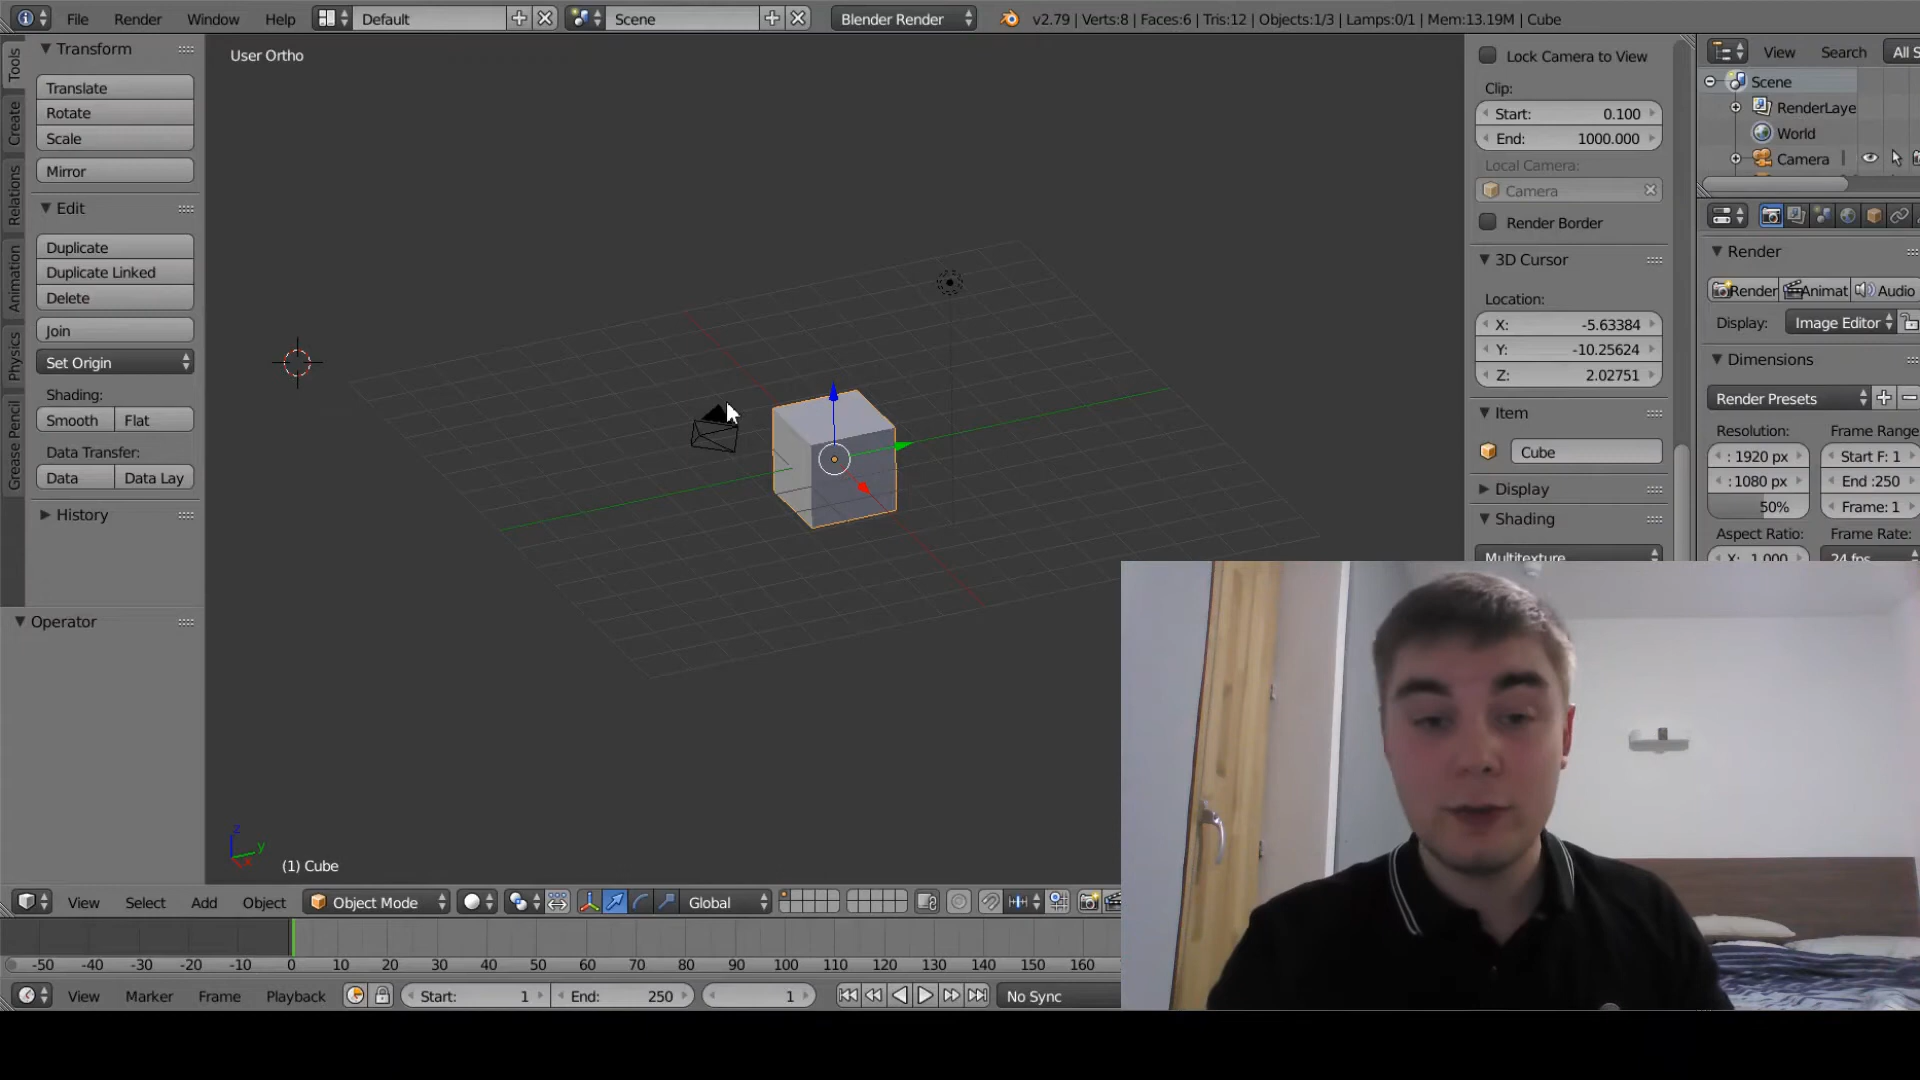 File Render Window Help Default Scene Blender Render v2.79 | Verts:8 | Faces:6 | Tris:12 | Objects:1/3 | Lamps:0/1 | Mem:13.19M | Cube
Tools
Create
Relations
Animation
Physics
Grease Pencil
Transform
Translate
Rotate
Scale
Mirror
Edit
Duplicate
Duplicate Linked
Delete
Join
Set Origin
Shading:
Smooth Flat
Data Transfer:
Data Data Lay
History
Operator
User Ortho
z
y
x
(1) Cube
Lock Camera to View
Clip:
Start: 0.100
End: 1000.000
Local Camera:
Camera
Render Border
3D Cursor
Location:
X: -5.63384
Y: -10.25624
Z: 2.02751
Item
Cube
Display
Shading
Multitexture
View Search All S
Scene
RenderLaye
World
Camera
Render
Render Animat Audio
Display: Image Editor
Dimensions
Render Presets
Resolution: Frame Range
: 1920 px Start F: 1
: 1080 px End :250
50% Frame: 1
Aspect Ratio: Frame Rate:
X: 1.000 24 fps
View Select Add Object Object Mode Global
-50 -40 -30 -20 -10 0 10 20 30 40 50 60 70 80 90 100 110 120 130 140 150 160
View Marker Frame Playback Start: 1 End: 250 1 No Sync